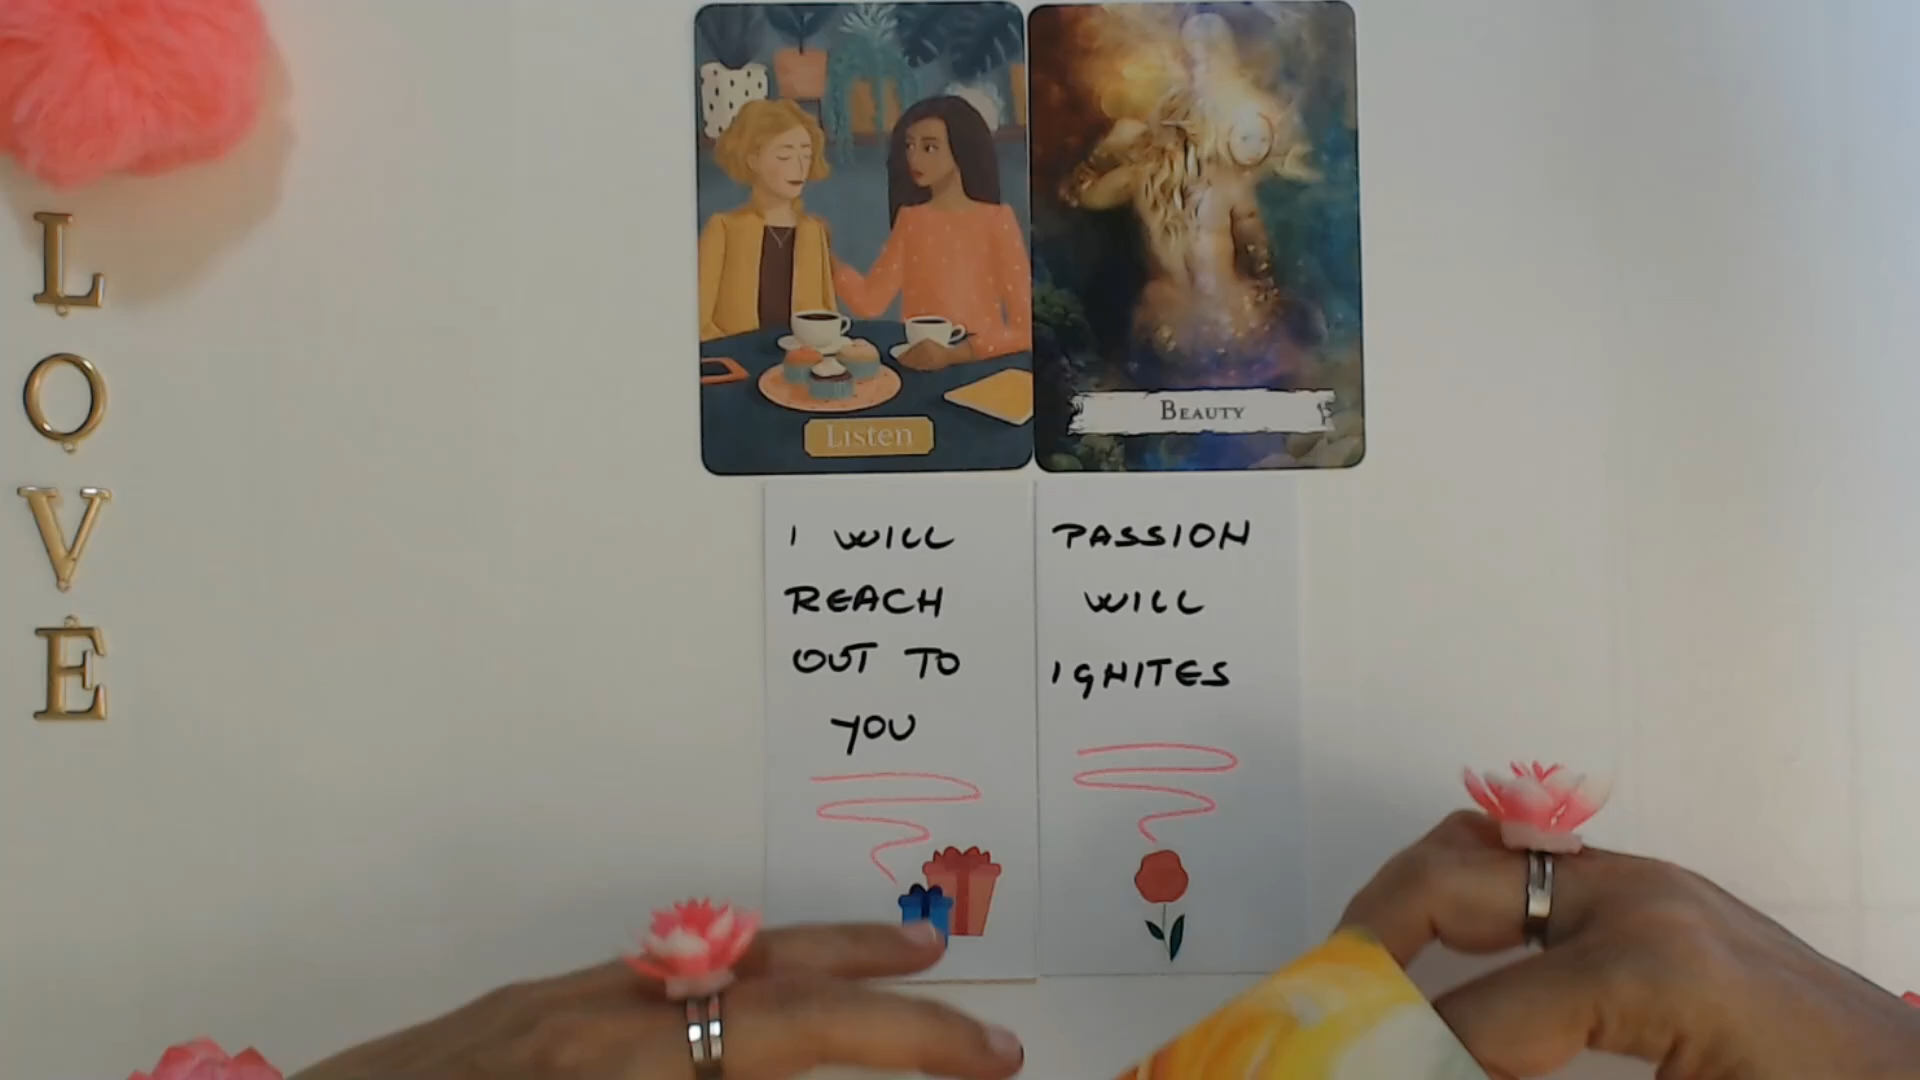 L
O
V
E
Listen
BEAUTY
I WILL
REACH
OUT TO
YOU
PASSION
WILL
IGNITES